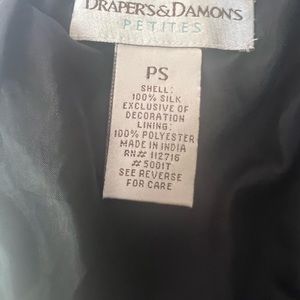 DRAPER'S & DAMON'S
PETITES
PS
SHELL:
100% SILK
EXCLUSIVE OF
DECORATION
LINING:
100% POLYESTER
MADE IN INDIA
RN# 112716
#5001T
SEE REVERSE
FOR CARE